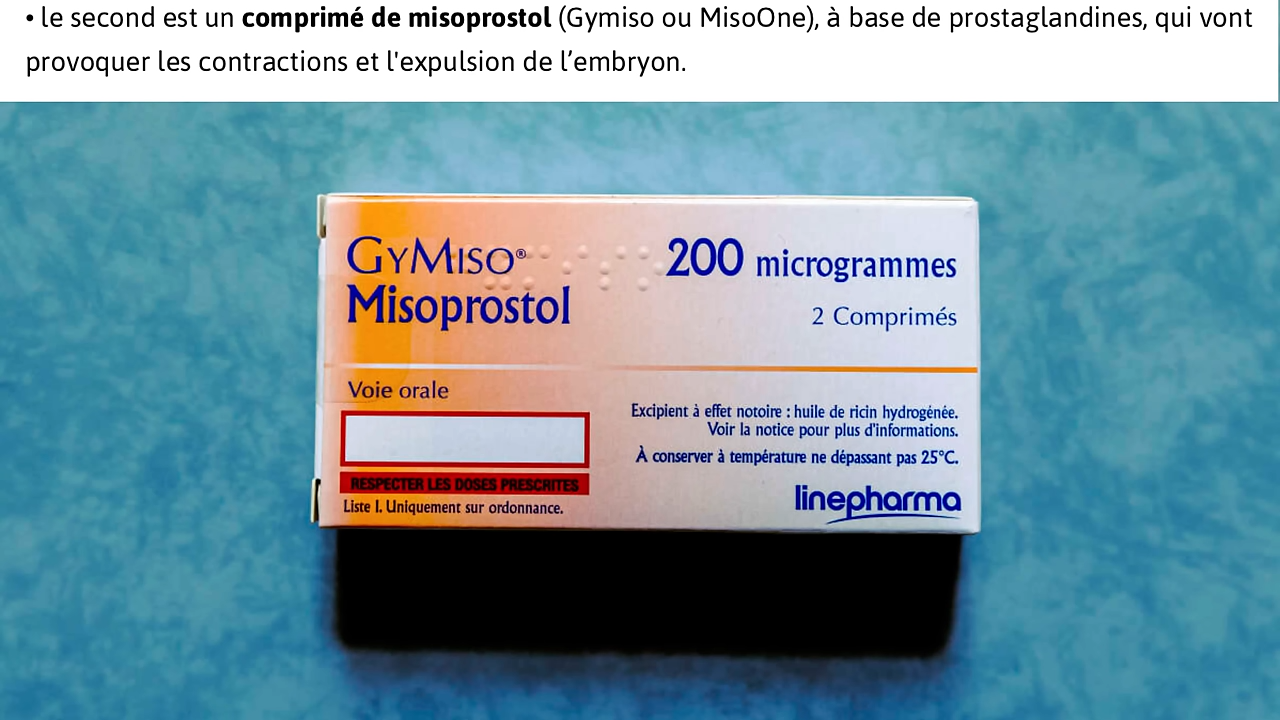 • le second est un comprimé de misoprostol (Gymiso ou MisoOne), à base de prostaglandines, qui vont
provoquer les contractions et l'expulsion de l’embryon.
GYMISO®
Misoprostol
200 microgrammes
2 Comprimés
Voie orale
RESPECTER LES DOSES PRESCRITES
Liste I. Uniquement sur ordonnance.
Excipient à effet notoire : huile de ricin hydrogénée.
Voir la notice pour plus d'informations.
À conserver à température ne dépassant pas 25°C.
linepharma